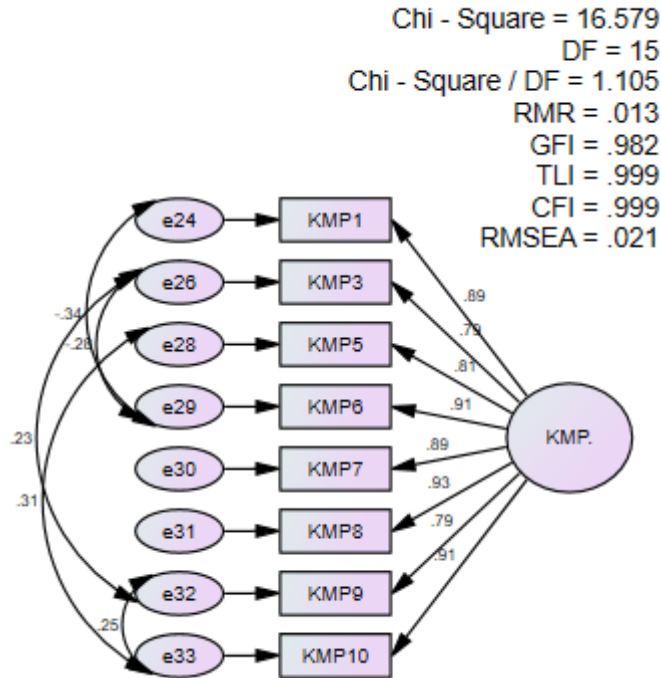 Chi - Square = 16.579
DF = 15
Chi - Square / DF = 1.105
RMR = .013
GFI = .982
TLI = .999
CFI = .999
RMSEA = .021
e24
KMP1
.89
e26
KMP3
.79
-.34
e28
KMP5
.81
-.28
e29
KMP6
.91
KMP.
.23
e30
KMP7
.89
.31
e31
KMP8
.93
e32
KMP9
.79
.25
e33
KMP10
.91